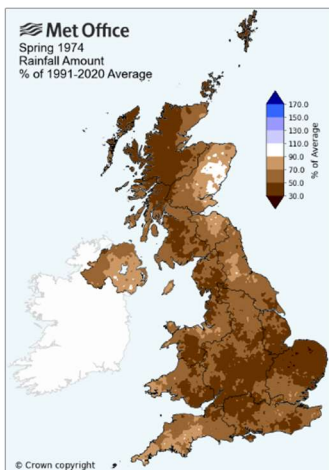 Met Office
Spring 1974
Rainfall Amount
% of 1991-2020 Average
170.0
150.0
130.0
110.0
90.0
70.0
50.0
30.0
% of Average
© Crown copyright